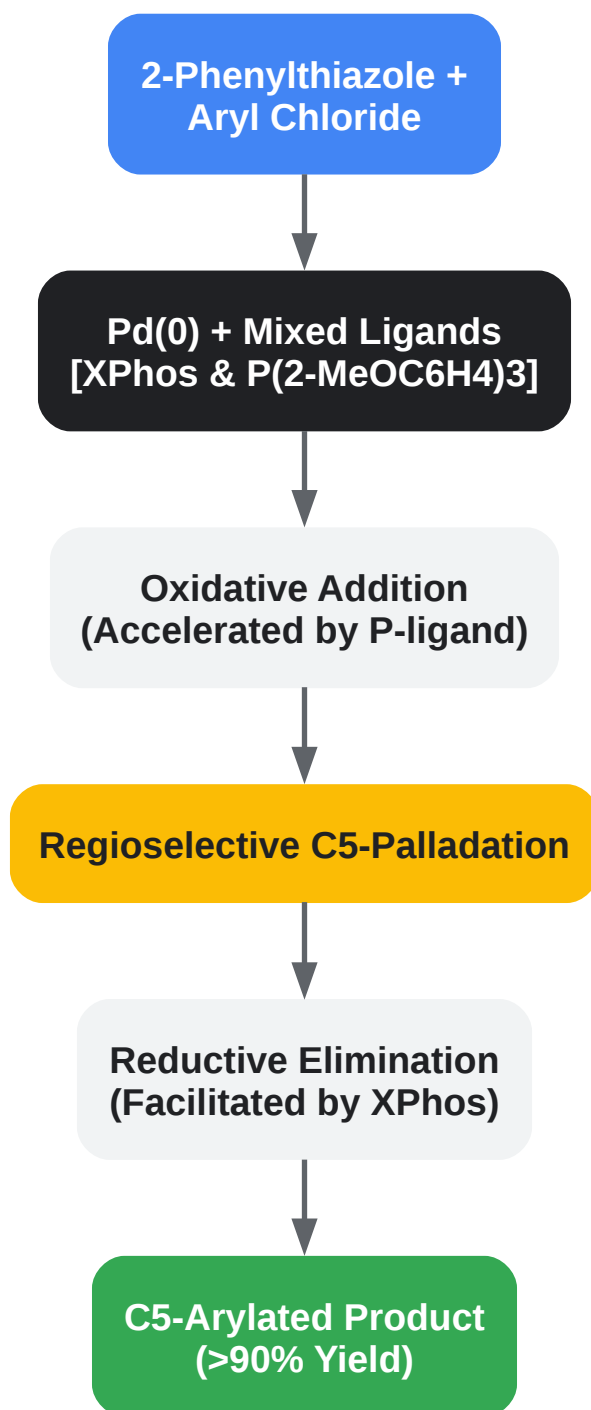 2-Phenylthiazole +
Aryl Chloride
Pd(0) + Mixed Ligands
[XPhos & P(2-MeOC6H4)3]
Oxidative Addition
(Accelerated by P-ligand)
Regioselective C5-Palladation
Reductive Elimination
(Facilitated by XPhos)
C5-Arylated Product
(>90% Yield)